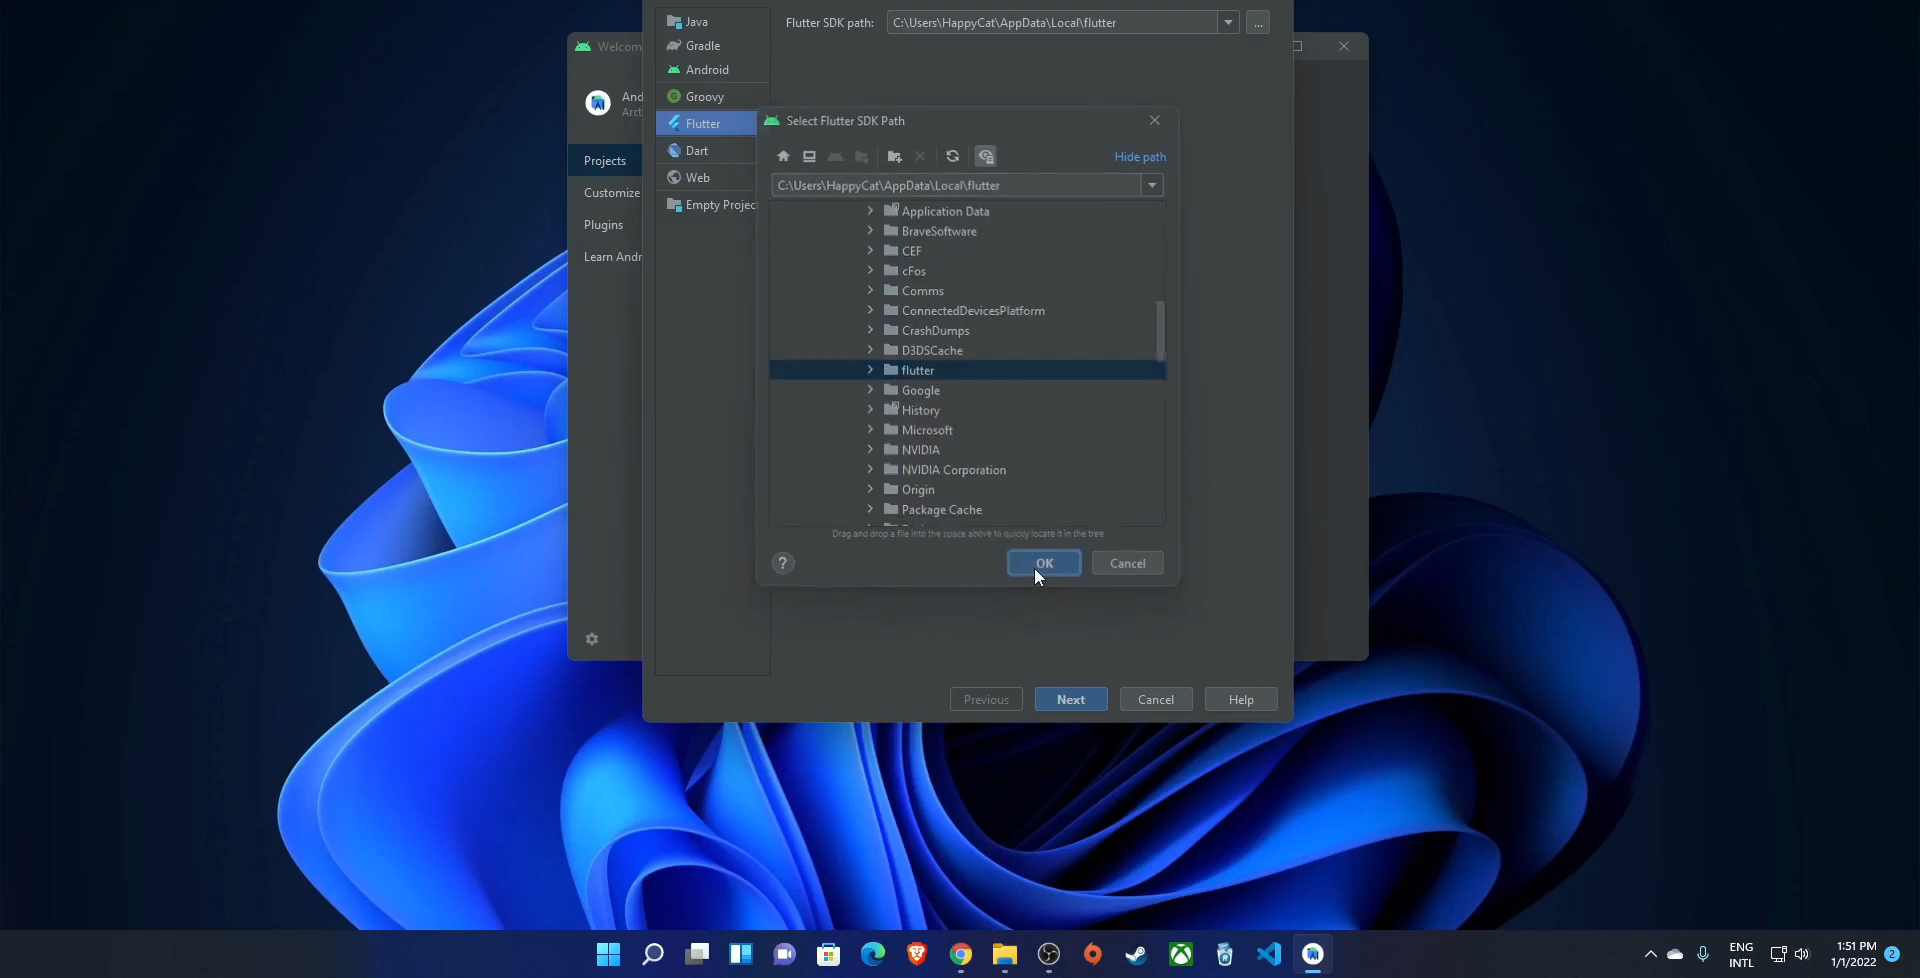 Java
Flutter SDK path:
C:\Users\HappyCat\AppData\Local\flutter
...
Gradle
Welcom
Android
And
Groovy
Arct
Flutter
Select Flutter SDK Path
Dart
Hide path
Projects
Web
C:\Users\HappyCat\AppData\Local\flutter
Customize
Empty Projec
Application Data
Plugins
BraveSoftware
CEF
Learn Andr
cFos
Comms
ConnectedDevicesPlatform
CrashDumps
D3DSCache
flutter
Google
History
Microsoft
NVIDIA
NVIDIA Corporation
Origin
Package Cache
Drag and drop a file into the space above to quickly locate it in the tree
?
OK
Cancel
Previous
Next
Cancel
Help
ENG
INTL
1:51 PM
1/1/2022
2